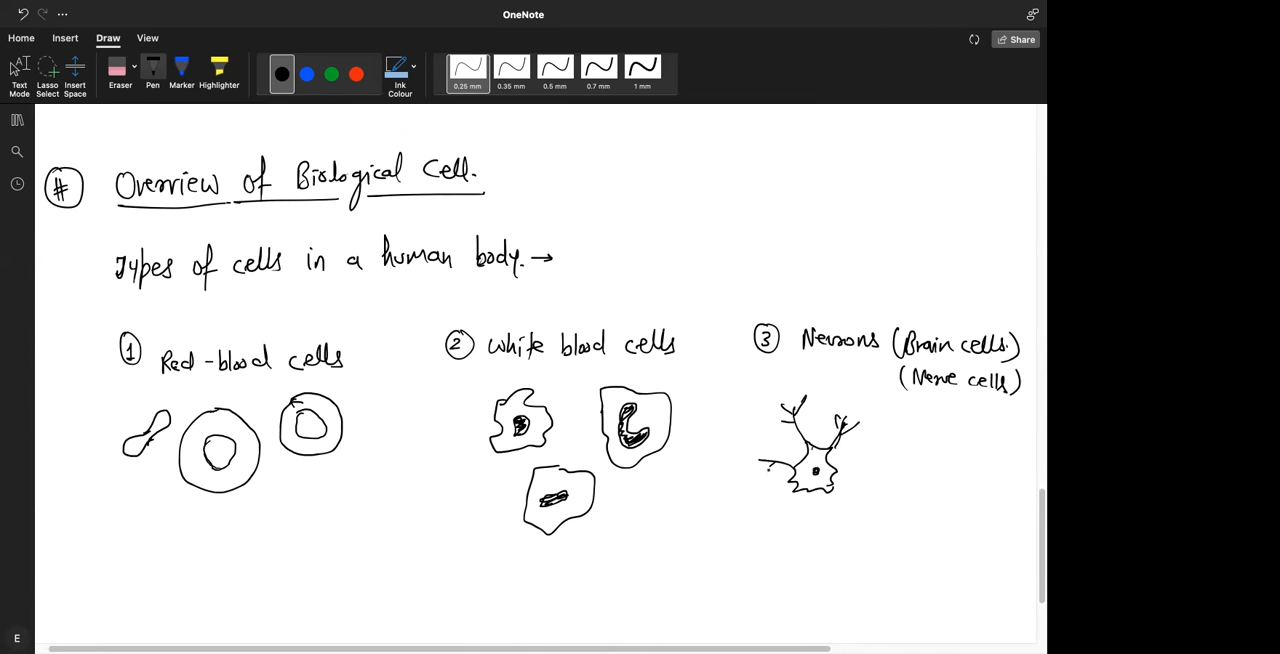 OneNote
Home Insert Draw View
Share
Text Mode
Lasso Select
Insert Space
Eraser
Pen
Marker
Highlighter
Ink Colour
0.25 mm
0.35 mm
0.5 mm
0.7 mm
1 mm
# Overview of Biological Cell.
Types of cells in a human body. →
1 Red-blood cells
2 White blood cells
3 Neurons (Brain cells.)
(Nerve cells)
E